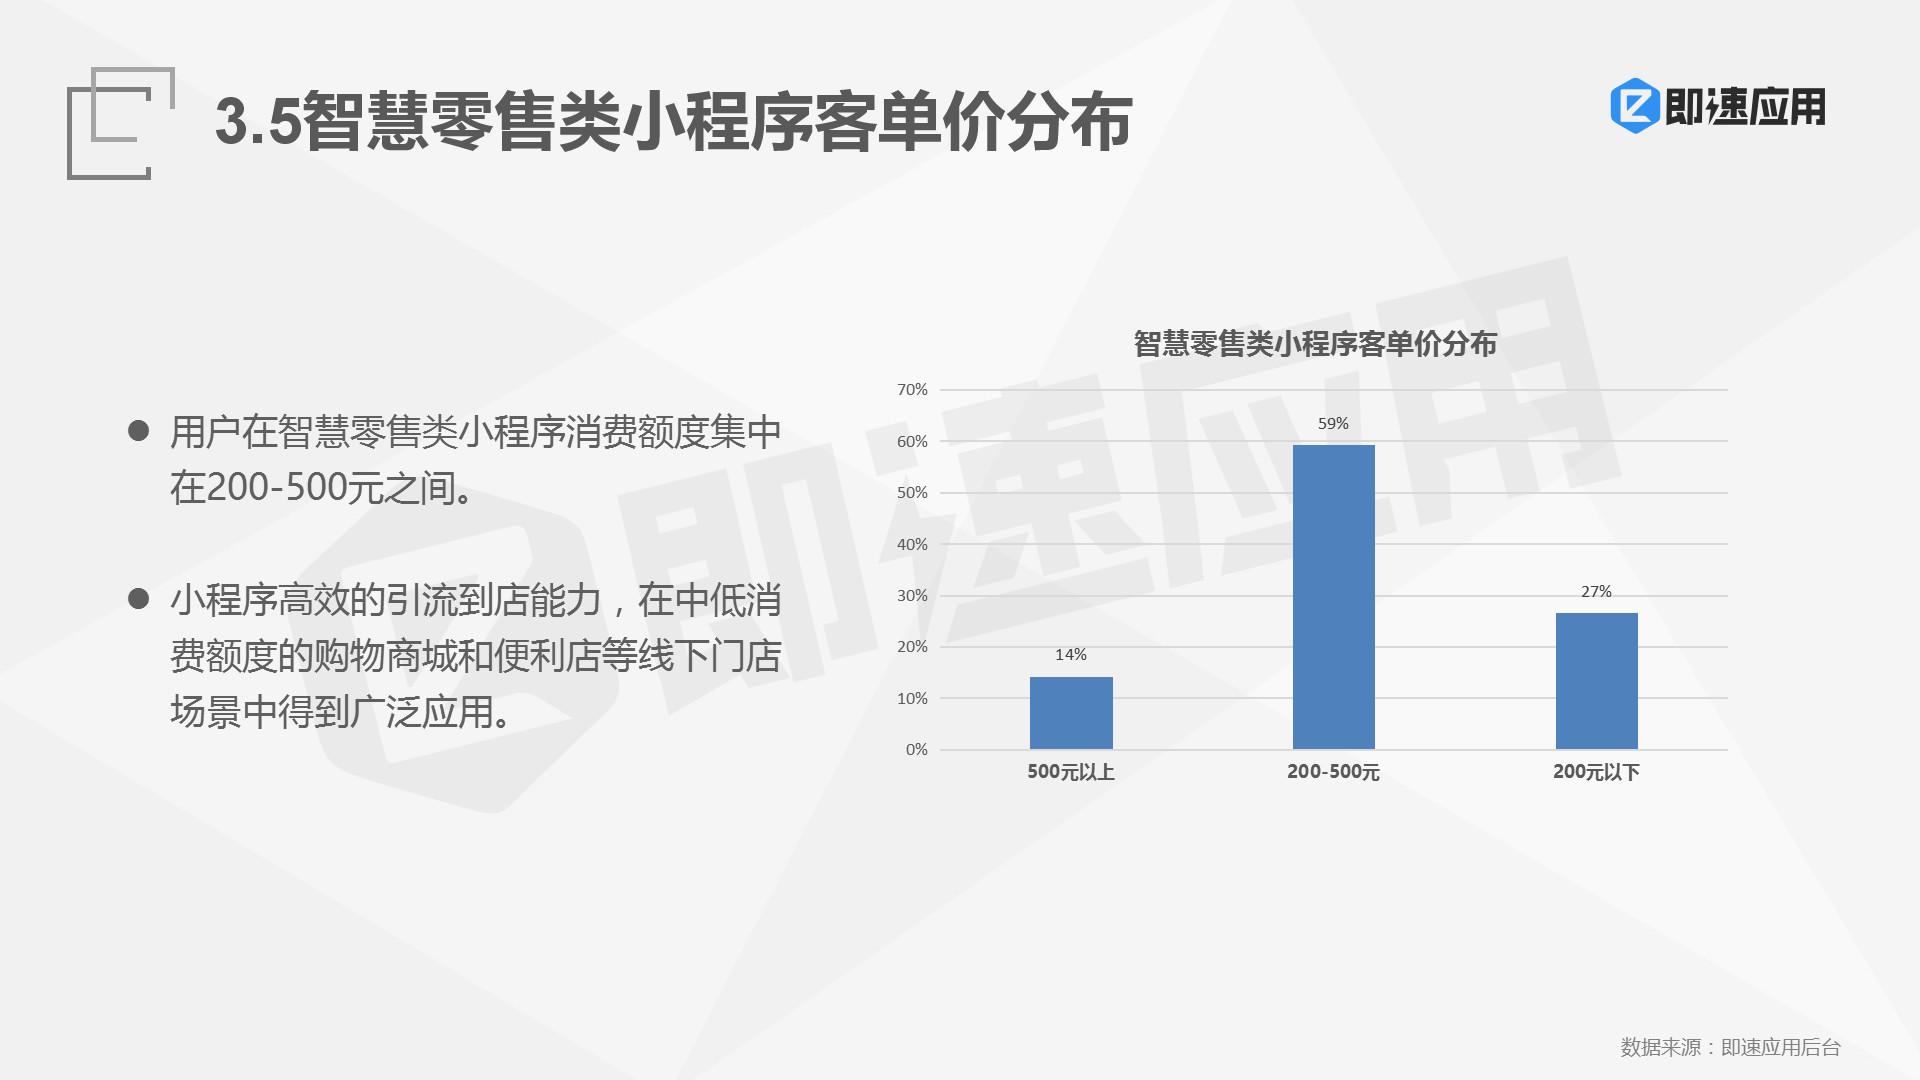 3.5智慧零售类小程序客单价分布
即速应用
用户在智慧零售类小程序消费额度集中
在200-500元之间。
小程序高效的引流到店能力，在中低消
费额度的购物商城和便利店等线下门店
场景中得到广泛应用。
智慧零售类小程序客单价分布
70%
60%
50%
40%
30%
20%
10%
0%
14%
59%
27%
500元以上
200-500元
200元以下
即速应用
数据来源：即速应用后台